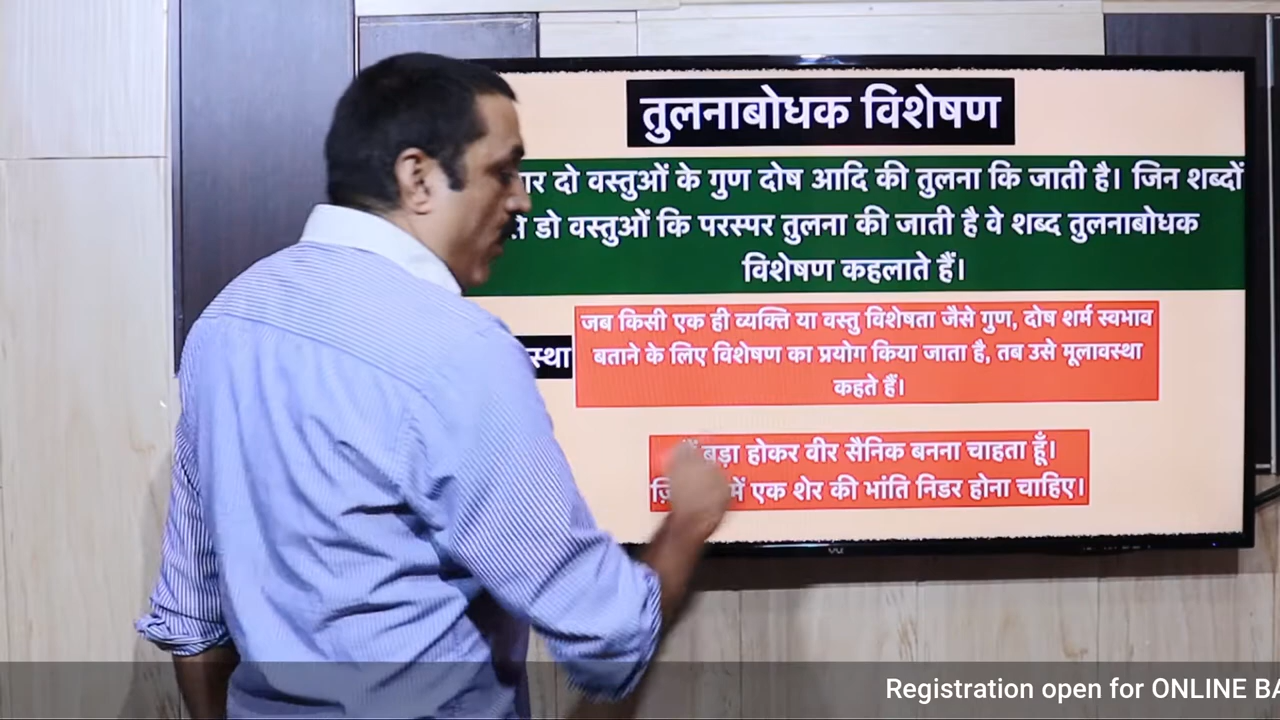 तुलनाबोधक विशेषण
दो वस्तुओं के गुण दोष आदि की तुलना कि जाती है। जिन शब्दों
डो वस्तुओं कि परस्पर तुलना की जाती है वे शब्द तुलनाबोधक
विशेषण कहलाते हैं।
जब किसी एक ही व्यक्ति या वस्तु विशेषता जैसे गुण, दोष शर्म स्वभाव
बताने के लिए विशेषण का प्रयोग किया जाता है, तब उसे मूलावस्था
कहते हैं।
बड़ा होकर वीर सैनिक बनना चाहता हूँ।
में एक शेर की भांति निडर होना चाहिए।
Registration open for ONLINE